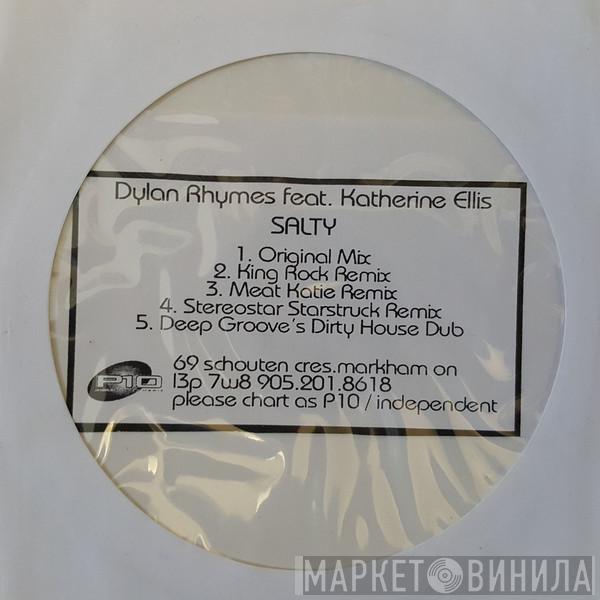 Dylan Rhymes feat. Katherine Ellis
SALTY
1. Original Mix
2. King Rock Remix
3. Meat Katie Remix
4. Stereostar Starstruck Remix
5. Deep Groove's Dirty House Dub
P10
69 schouten cres.markham on
l3p 7w8 905.201.8618
please chart as P10 / independent
МАРКЕТ ВИНИЛА